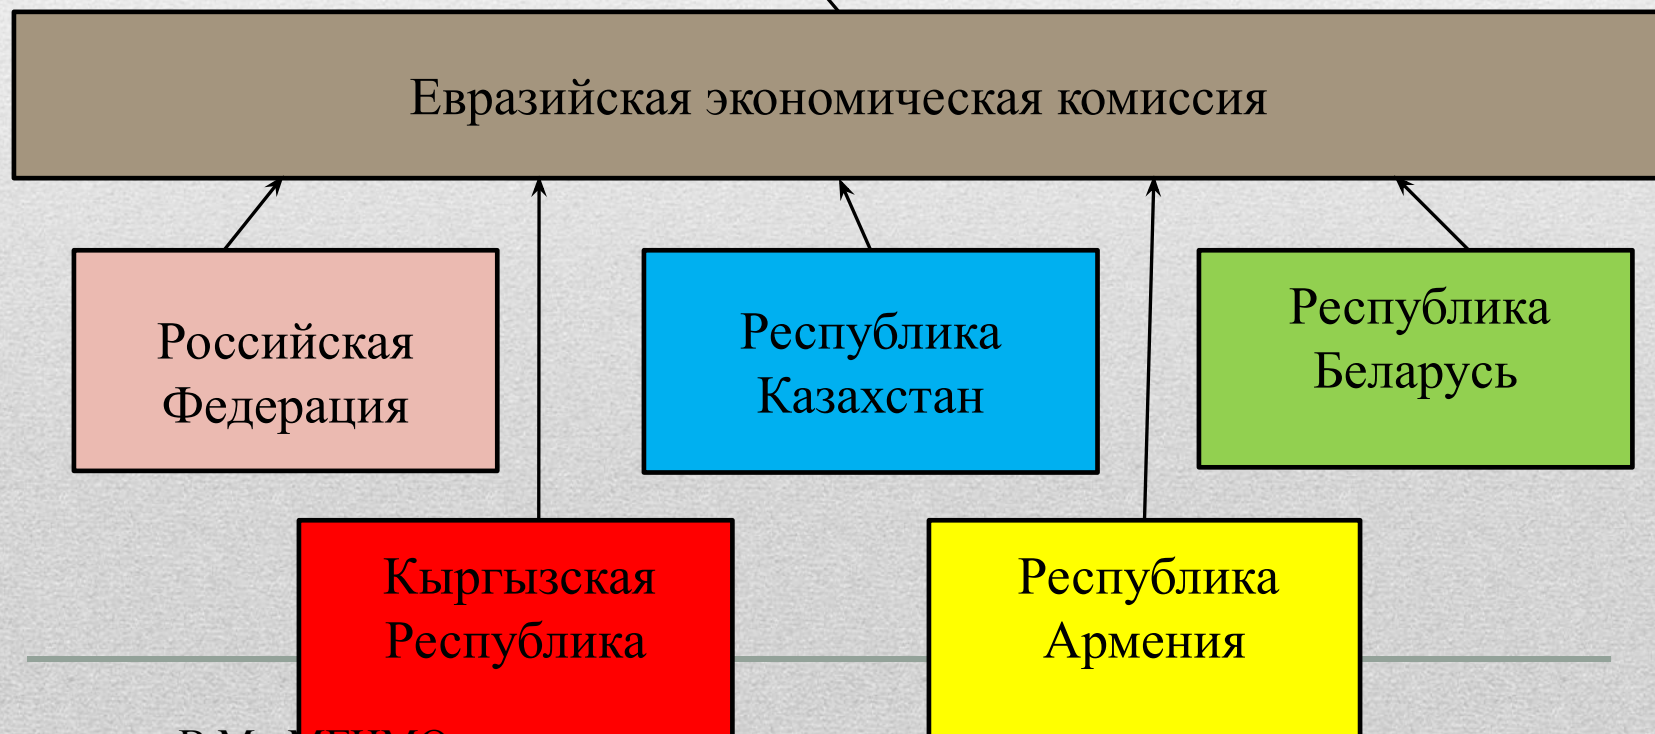 Евразийская экономическая комиссия
Российская
Федерация
Республика
Казахстан
Республика
Беларусь
Кыргызская
Республика
Республика
Армения